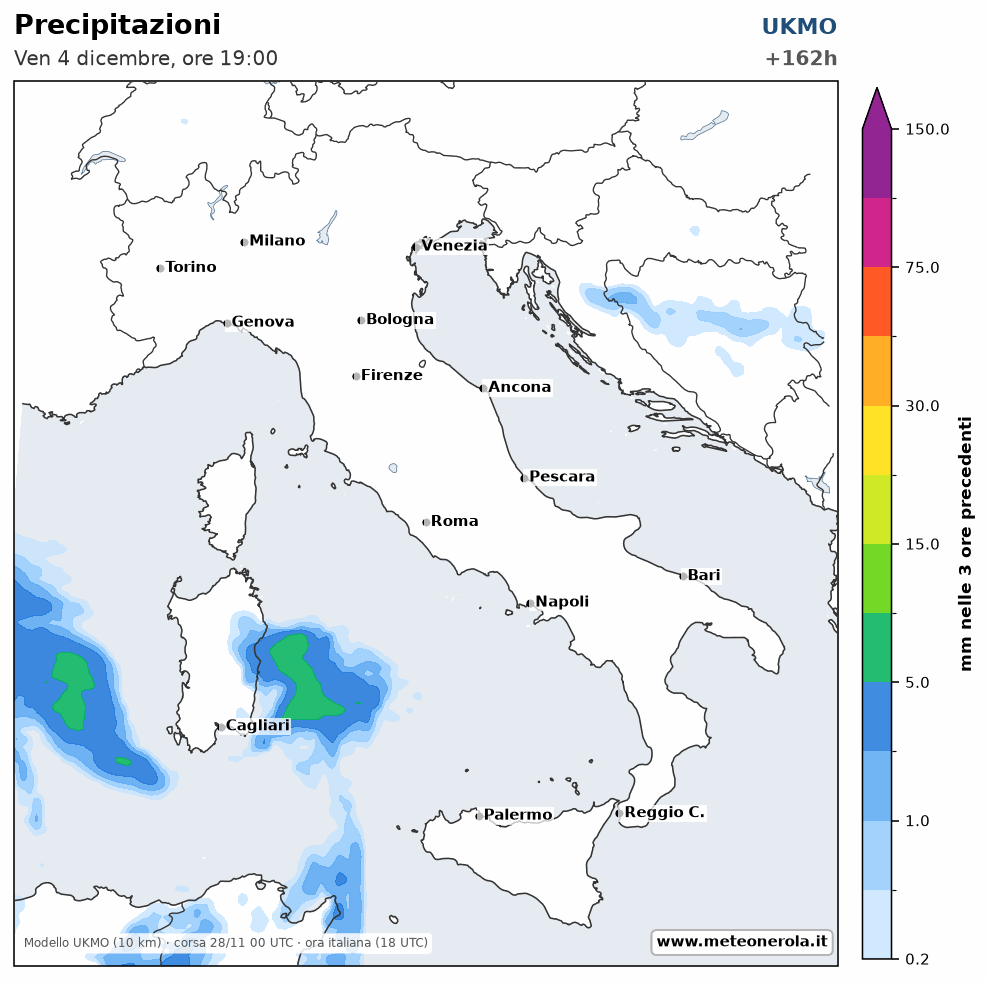 Precipitazioni
UKMO
Ven 4 dicembre, ore 19:00
+162h
150.0
75.0
30.0
15.0
5.0
1.0
0.2
mm nelle 3 ore precedenti
Milano
Venezia
Torino
Genova
Bologna
Firenze
Ancona
Pescara
Roma
Bari
Napoli
Cagliari
Palermo
Reggio C.
Modello UKMO (10 km) · corsa 28/11 00 UTC · ora italiana (18 UTC)
www.meteonerola.it